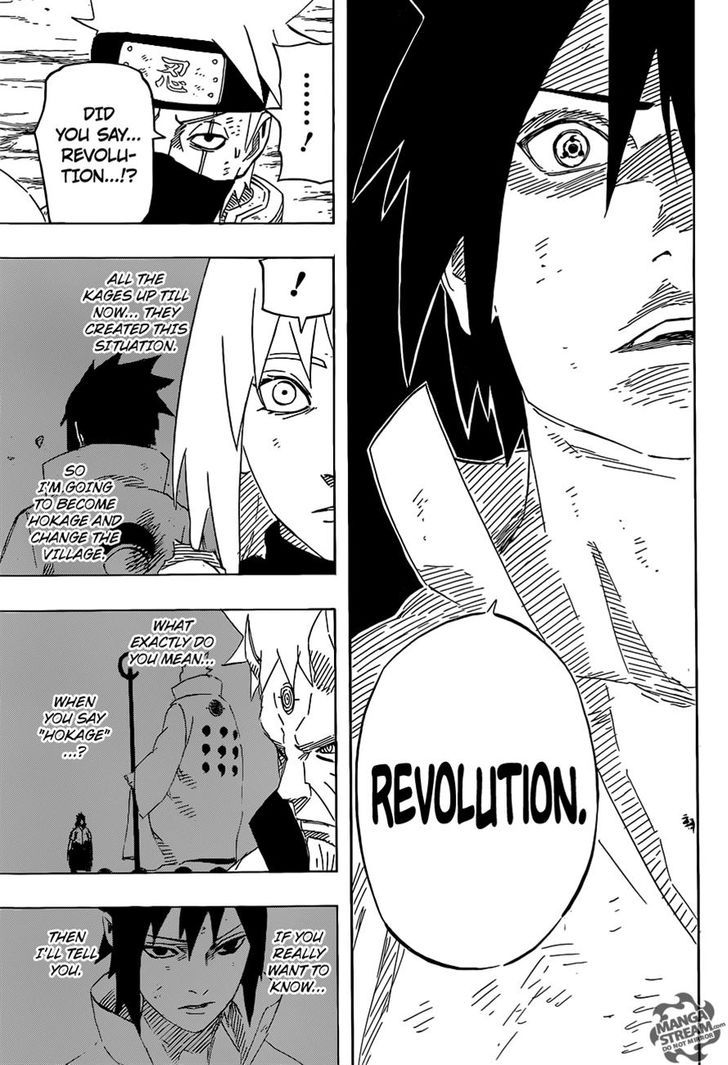 REVOLUTION.
......!
忍
DID
YOU SAY...
REVOLU-
TION...!?
!
ALL THE
KAGES UP TILL
NOW... THEY
CREATED THIS
SITUATION.
SO
I'M GOING
TO BECOME
HOKAGE AND
CHANGE THE
VILLAGE.
WHAT
EXACTLY DO
YOU MEAN...
WHEN
YOU SAY
"HOKAGE"
...?
IF YOU
REALLY
WANT TO
KNOW...
THEN
I'LL TELL
YOU.
MANGA
STREAM.com
DO NOT MIRROR